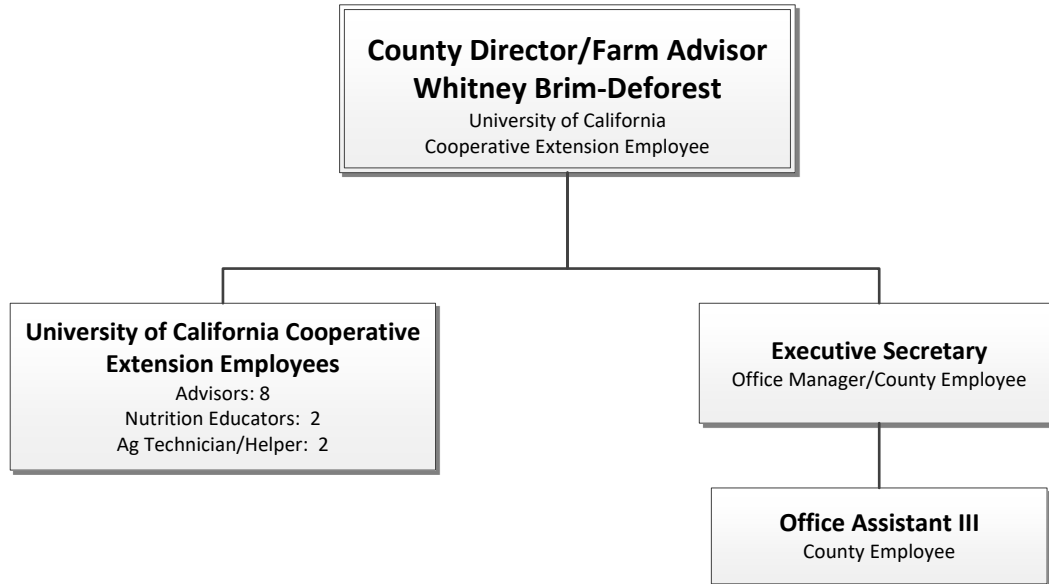 County Director/Farm Advisor
Whitney Brim-Deforest
University of California
Cooperative Extension Employee
University of California Cooperative
Extension Employees
Advisors: 8
Nutrition Educators: 2
Ag Technician/Helper: 2
Executive Secretary
Office Manager/County Employee
Office Assistant III
County Employee